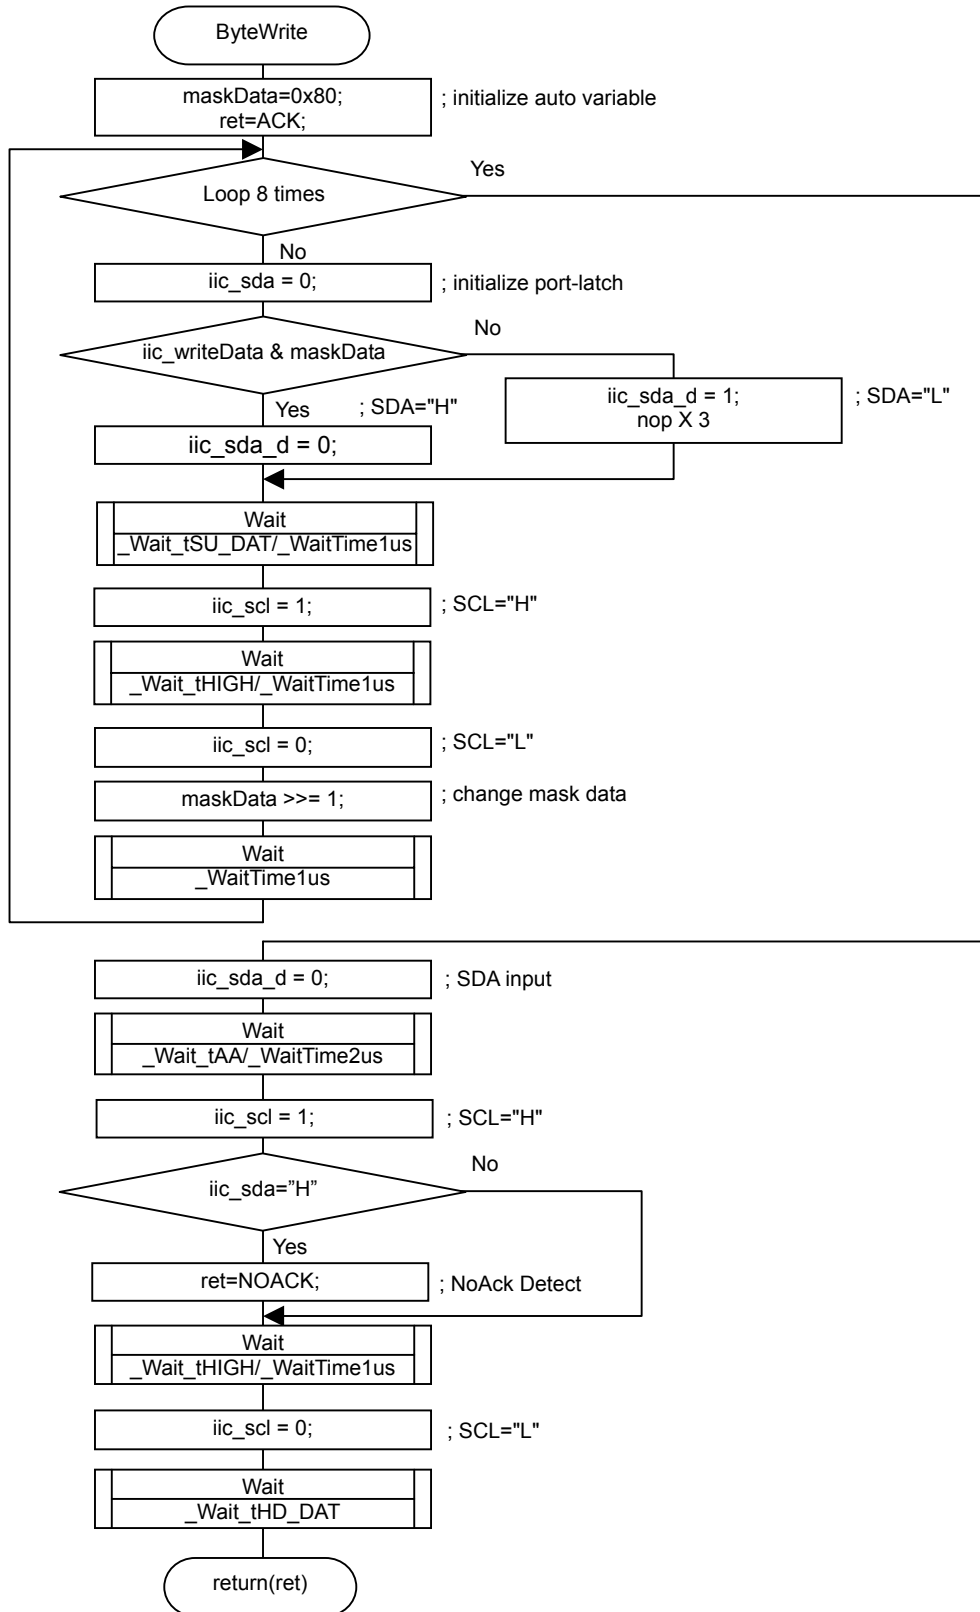 ByteWrite
maskData=0x80;
ret=ACK;
; initialize auto variable
Yes
Loop 8 times
No
iic_sda = 0;
; initialize port-latch
No
iic_writeData & maskData
iic_sda_d = 1;
nop X 3
; SDA="L"
Yes
; SDA="H"
iic_sda_d = 0;
Wait
_Wait_tSU_DAT/_WaitTime1us
iic_scl = 1;
; SCL="H"
Wait
_Wait_tHIGH/_WaitTime1us
iic_scl = 0;
; SCL="L"
maskData >>= 1;
; change mask data
Wait
_WaitTime1us
iic_sda_d = 0;
; SDA input
Wait
_Wait_tAA/_WaitTime2us
iic_scl = 1;
; SCL="H"
No
iic_sda=”H”
Yes
ret=NOACK;
; NoAck Detect
Wait
_Wait_tHIGH/_WaitTime1us
iic_scl = 0;
; SCL="L"
Wait
_Wait_tHD_DAT
return(ret)